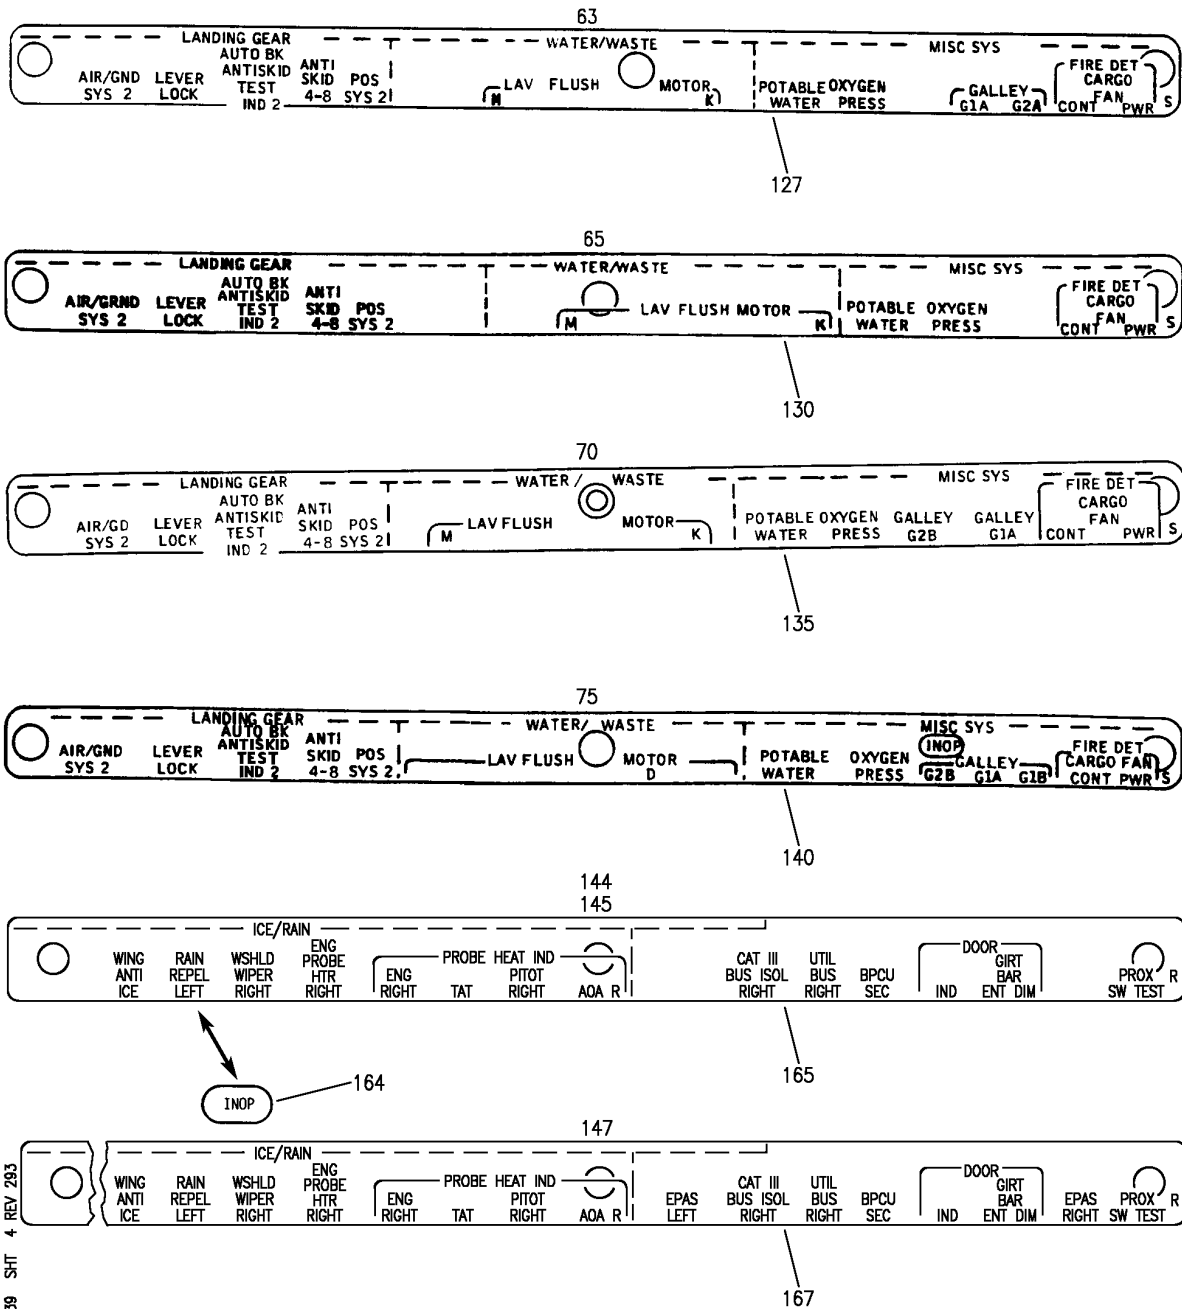 63
LANDING GEAR WATER/WASTE MISC SYS
AUTO BK FIRE DET
AIR/GND LEVER ANTISKID ANTI CARGO
SYS 2 LOCK TEST SKID POS LAV FLUSH MOTOR POTABLE OXYGEN GALLEY FAN
IND 2 4-8 SYS 2 M K WATER PRESS G1A G2A CONT PWR S
127
65
LANDING GEAR WATER/WASTE MISC SYS
AUTO BK FIRE DET
AIR/GRND LEVER ANTISKID ANTI CARGO
SYS 2 LOCK TEST SKID POS LAV FLUSH MOTOR POTABLE OXYGEN FAN
IND 2 4-8 SYS 2 M K WATER PRESS CONT PWR S
130
70
LANDING GEAR WATER / WASTE MISC SYS
AUTO BK FIRE DET
AIR/GD LEVER ANTISKID ANTI CARGO
SYS 2 LOCK TEST SKID POS LAV FLUSH MOTOR POTABLE OXYGEN GALLEY GALLEY FAN
IND 2 4-8 SYS 2 M K WATER PRESS G2B G1A CONT PWR S
135
75
LANDING GEAR WATER/ WASTE MISC SYS
AUTO BK INOP
AIR/GND LEVER ANTISKID ANTI FIRE DET
SYS 2 LOCK TEST SKID POS LAV FLUSH MOTOR POTABLE OXYGEN GALLEY CARGO FAN
IND 2 4-8 SYS 2 D WATER PRESS G2B G1A G1B CONT PWR S
140
144
145
ICE/RAIN
ENG DOOR
WING RAIN WSHLD PROBE PROBE HEAT IND CAT III UTIL GIRT
ANTI REPEL WIPER HTR ENG PITOT BUS ISOL BUS BPCU BAR PROX R
ICE LEFT RIGHT RIGHT RIGHT TAT RIGHT AOA R RIGHT RIGHT SEC IND ENT DIM SW TEST
165
INOP 164
147
ICE/RAIN
ENG DOOR
WING RAIN WSHLD PROBE PROBE HEAT IND CAT III UTIL GIRT
ANTI REPEL WIPER HTR ENG PITOT EPAS BUS ISOL BUS BPCU BAR EPAS PROX R
ICE LEFT RIGHT RIGHT RIGHT TAT RIGHT AOA R LEFT RIGHT RIGHT SEC IND ENT DIM RIGHT SW TEST
167
39 SHT 4 REV 293